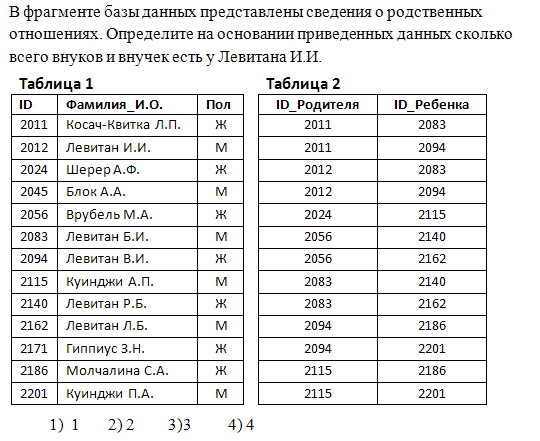 В фрагменте базы данных представлены сведения о родственных
отношениях. Определите на основании приведенных данных сколько
всего внуков и внучек есть у Левитана И.И.
Таблица 1 Таблица 2
ID Фамилия_И.О. Пол ID_Родителя ID_Ребенка
2011 Косач-Квитка Л.П. Ж 2011 2083
2012 Левитан И.И. М 2011 2094
2024 Шерер А.Ф. Ж 2012 2083
2045 Блок А.А. М 2012 2094
2056 Врубель М.А. Ж 2024 2115
2083 Левитан Б.И. М 2056 2140
2094 Левитан В.И. Ж 2056 2162
2115 Куинджи А.П. М 2083 2140
2140 Левитан Р.Б. Ж 2083 2162
2162 Левитан Л.Б. М 2094 2186
2171 Гиппиус З.Н. Ж 2094 2201
2186 Молчалина С.А. Ж 2115 2186
2201 Куинджи П.А. М 2115 2201
1) 1 2) 2 3)3 4) 4